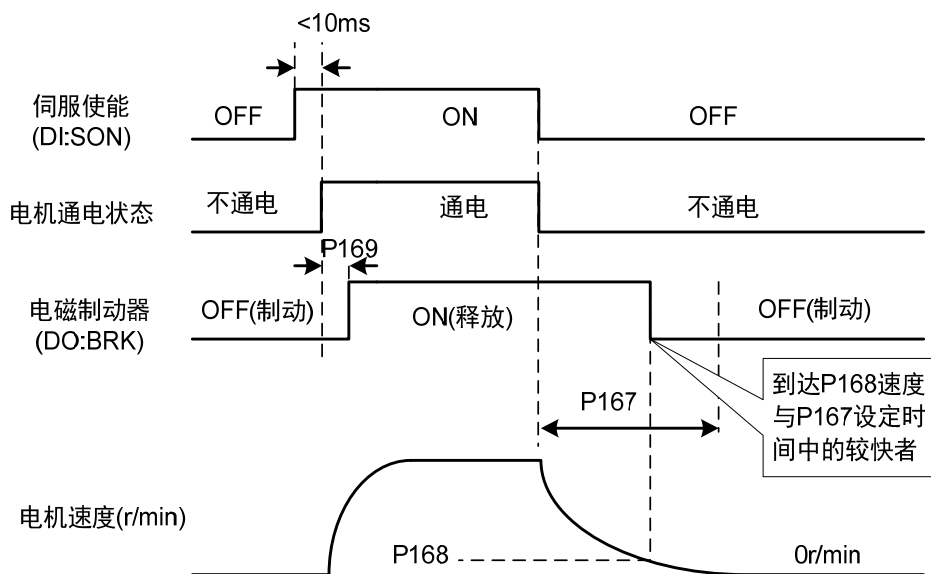 <10ms
伺服使能
(DI:SON)
OFF
ON
OFF
电机通电状态
不通电
通电
不通电
P169
电磁制动器
(DO:BRK)
OFF(制动)
ON(释放)
OFF(制动)
到达P168速度
与P167设定时
间中的较快者
P167
电机速度(r/min)
P168
0r/min